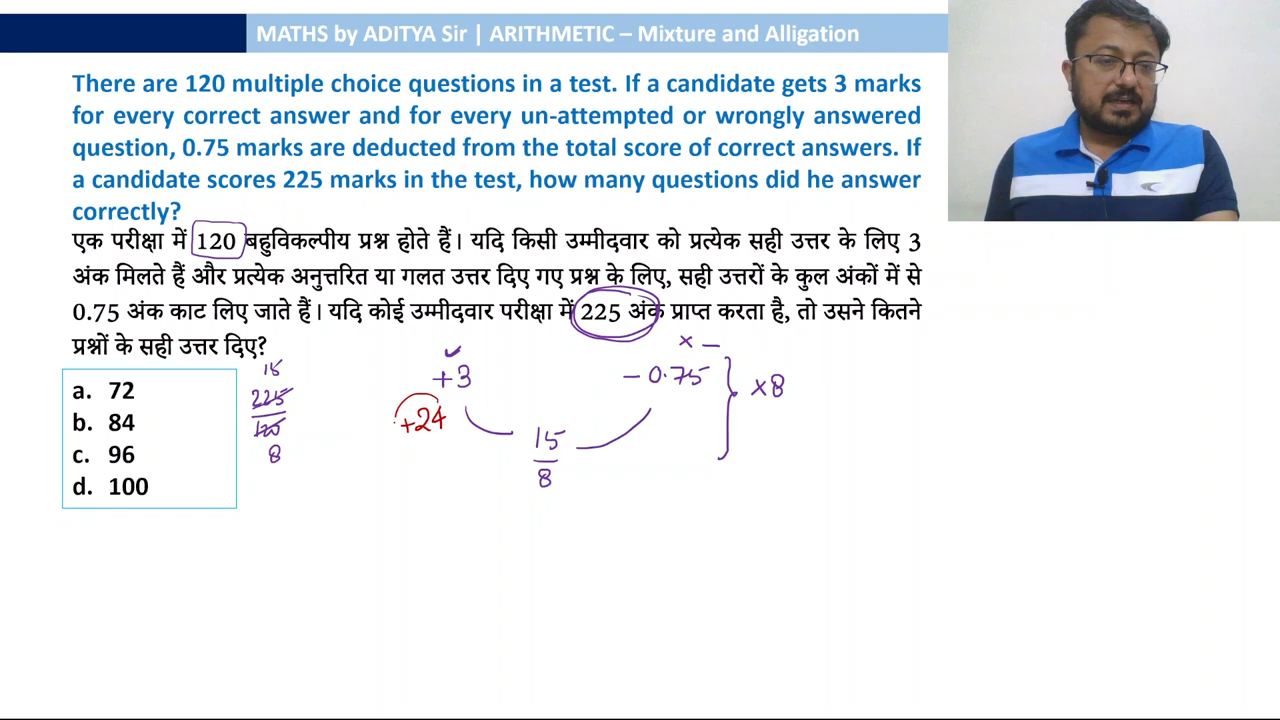 MATHS by ADITYA Sir | ARITHMETIC – Mixture and Alligation
There are 120 multiple choice questions in a test. If a candidate gets 3 marks
for every correct answer and for every un-attempted or wrongly answered
question, 0.75 marks are deducted from the total score of correct answers. If
a candidate scores 225 marks in the test, how many questions did he answer
correctly?
एक परीक्षा में 120 बहुविकल्पीय प्रश्न होते हैं। यदि किसी उम्मीदवार को प्रत्येक सही उत्तर के लिए 3
अंक मिलते हैं और प्रत्येक अनुत्तरित या गलत उत्तर दिए गए प्रश्न के लिए, सही उत्तरों के कुल अंकों में से
0.75 अंक काट लिए जाते हैं। यदि कोई उम्मीदवार परीक्षा में 225 अंक प्राप्त करता है, तो उसने कितने
प्रश्नों के सही उत्तर दिए?
a. 72
b. 84
c. 96
d. 100
15
225
120
8
✓
× –
+3
– 0.75
×8
+24
15
8